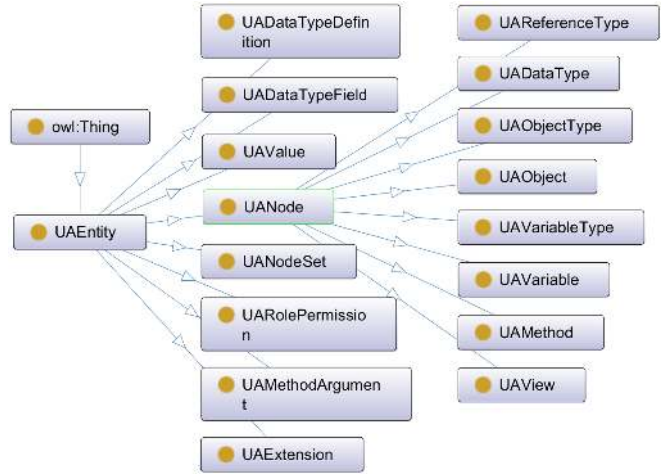 owl:Thing
UAEntity
UADataTypeDefin
ition
UADataTypeField
UAValue
UANode
UANodeSet
UARolePermissio
n
UAMethodArgumen
t
UAExtension
UAReferenceType
UADataType
UAObjectType
UAObject
UAVariableType
UAVariable
UAMethod
UAView